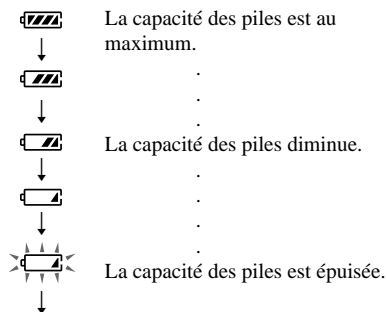 La capacité des piles est au
maximum.
.
.
.
La capacité des piles diminue.
.
.
.
.
La capacité des piles est épuisée.